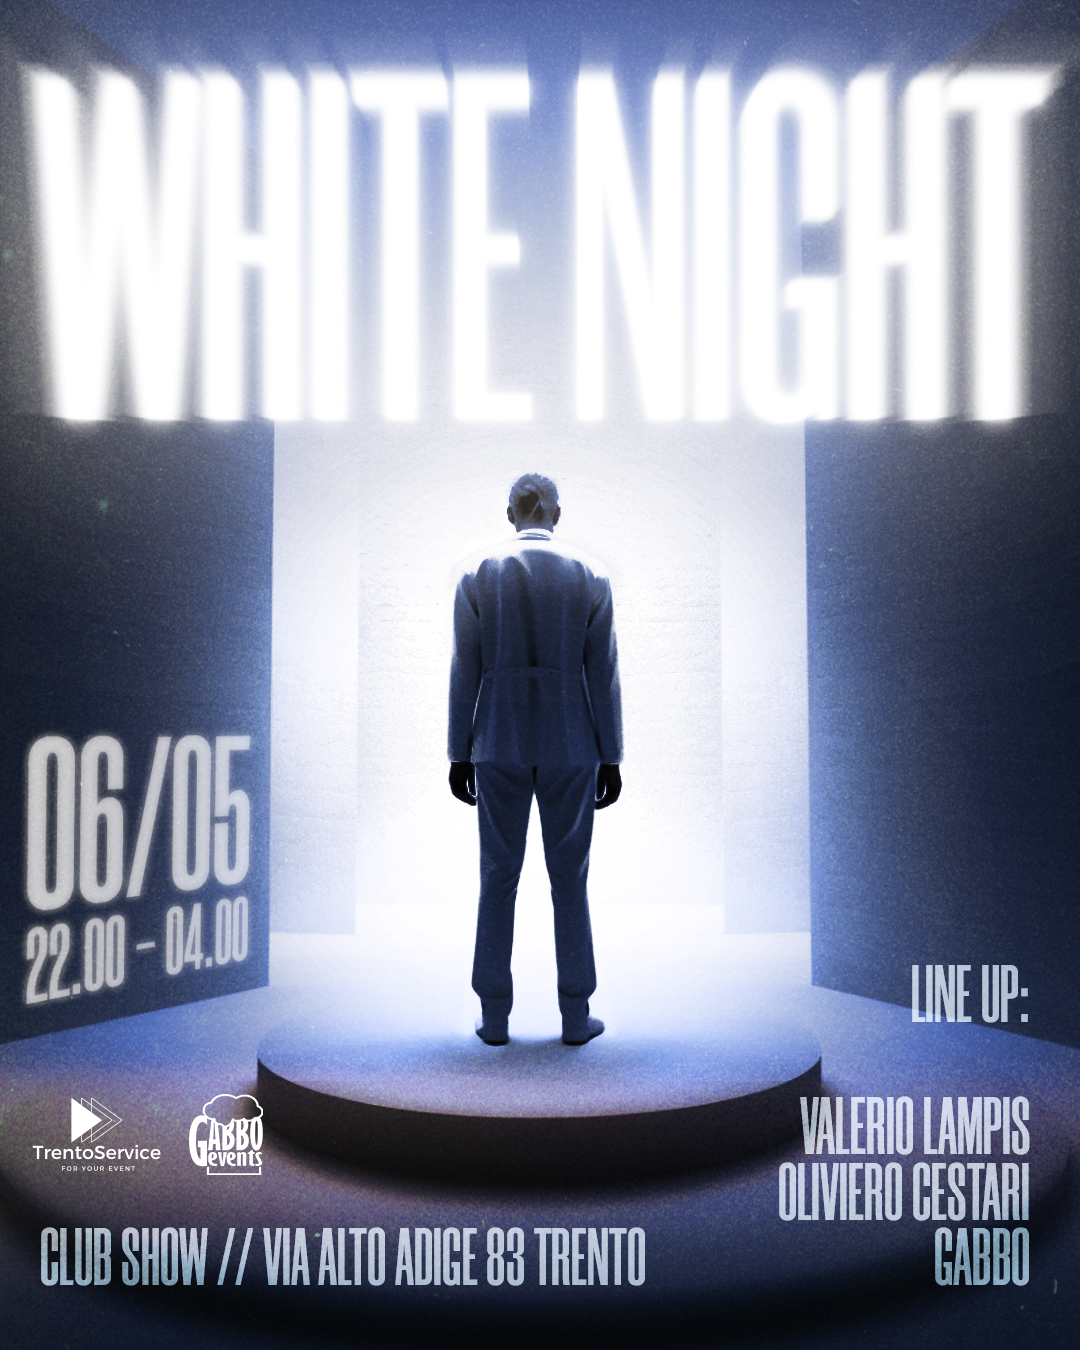 WHITE NIGHT
06/05
22.00 - 04.00
LINE UP:
VALERIO LAMPIS
OLIVIERO CESTARI
GABBO
TrentoService
FOR YOUR EVENT
GABBO
events
CLUB SHOW // VIA ALTO ADIGE 83 TRENTO